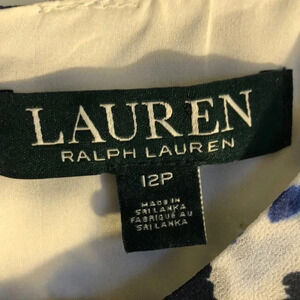 LAUREN
RALPH LAUREN
12P
MADE IN
SRI LANKA
FABRIQUÉ AU
SRI LANKA